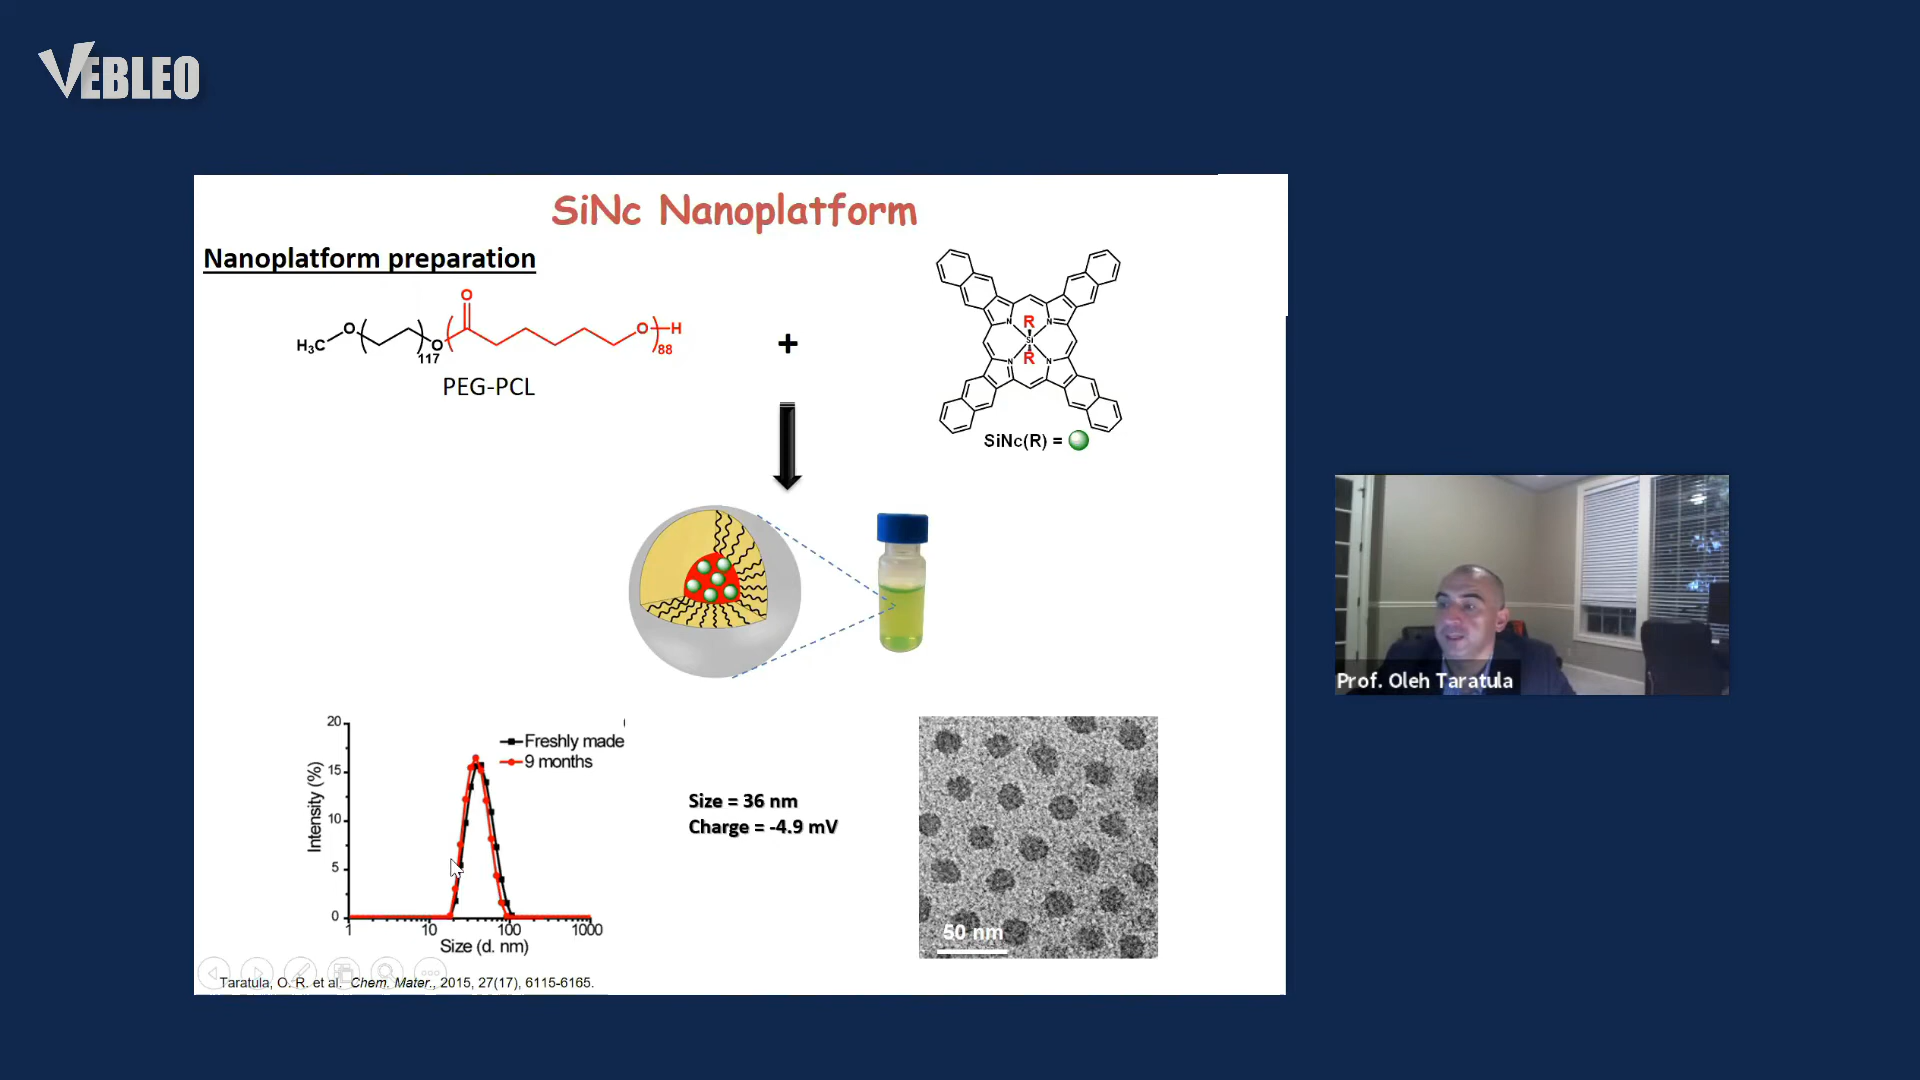 VEBLEO
SiNc Nanoplatform
Nanoplatform preparation
O
H₃C
O
O
117
O
H
88
PEG-PCL
+
R
N
N
Si
N
N
R
SiNc(R) =
20
15
10
5
0
Intensity (%)
Freshly made
9 months
1
10
100
1000
Size (d. nm)
Size = 36 nm
Charge = -4.9 mV
50 nm
Taratula, O. R. et al. Chem. Mater., 2015, 27(17), 6115-6165.
Prof. Oleh Taratula